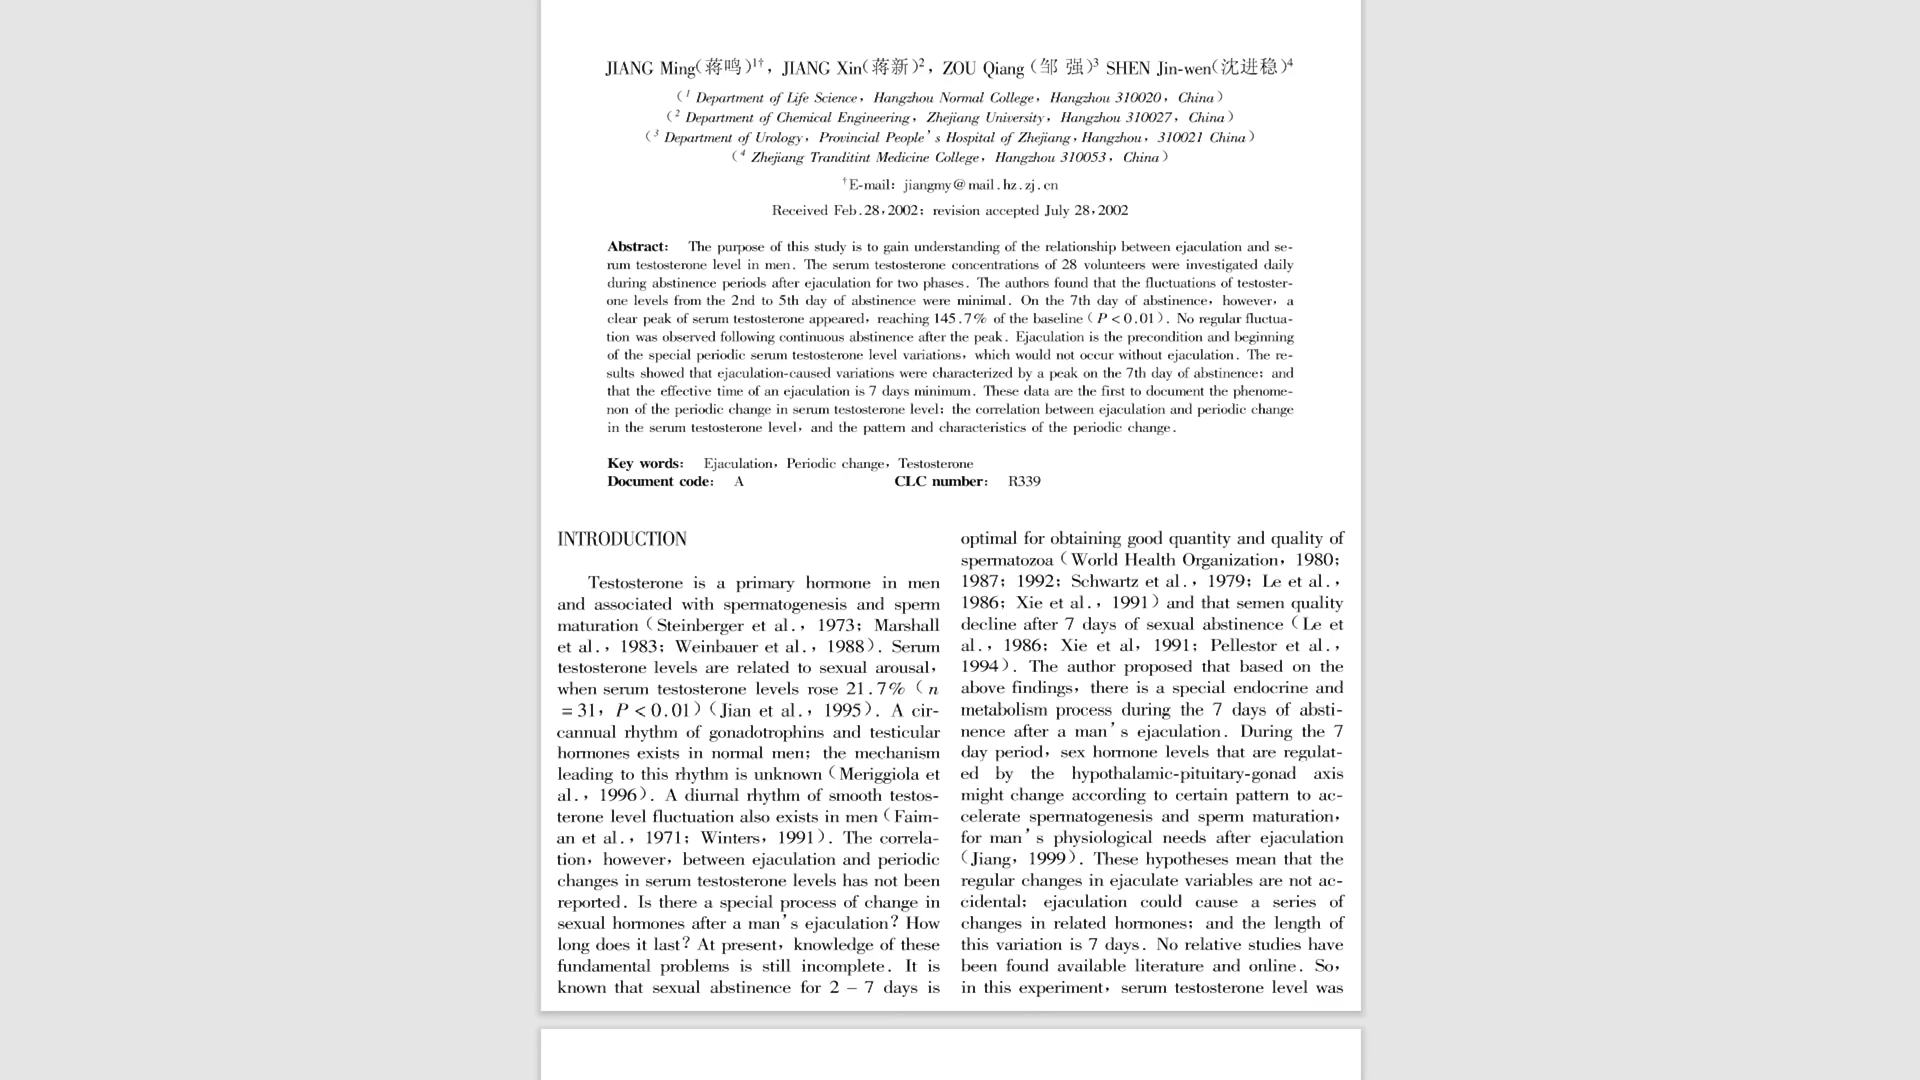 JIANG Ming(蒋鸣)1†, JIANG Xin(蒋新)2, ZOU Qiang (邹 强)3 SHEN Jin-wen(沈进稳)4
(1 Department of Life Science, Hangzhou Normal College, Hangzhou 310020, China)
(2 Department of Chemical Engineering, Zhejiang University, Hangzhou 310027, China)
(3 Department of Urology, Provincial People's Hospital of Zhejiang, Hangzhou, 310021 China)
(4 Zhejiang Tranditint Medicine College, Hangzhou 310053, China)
†E-mail: jiangmy@mail.hz.zj.cn
Received Feb.28,2002; revision accepted July 28,2002
Abstract: The purpose of this study is to gain understanding of the relationship between ejaculation and se-
rum testosterone level in men. The serum testosterone concentrations of 28 volunteers were investigated daily
during abstinence periods after ejaculation for two phases. The authors found that the fluctuations of testoster-
one levels from the 2nd to 5th day of abstinence were minimal. On the 7th day of abstinence, however, a
clear peak of serum testosterone appeared, reaching 145.7% of the baseline (P<0.01). No regular fluctua-
tion was observed following continuous abstinence after the peak. Ejaculation is the precondition and beginning
of the special periodic serum testosterone level variations, which would not occur without ejaculation. The re-
sults showed that ejaculation-caused variations were characterized by a peak on the 7th day of abstinence; and
that the effective time of an ejaculation is 7 days minimum. These data are the first to document the phenome-
non of the periodic change in serum testosterone level; the correlation between ejaculation and periodic change
in the serum testosterone level, and the pattern and characteristics of the periodic change.
Key words: Ejaculation, Periodic change, Testosterone
Document code: A CLC number: R339
INTRODUCTION
Testosterone is a primary hormone in men
and associated with spermatogenesis and sperm
maturation (Steinberger et al., 1973; Marshall
et al., 1983; Weinbauer et al., 1988). Serum
testosterone levels are related to sexual arousal,
when serum testosterone levels rose 21.7% (n
=31, P<0.01) (Jian et al., 1995). A cir-
cannual rhythm of gonadotrophins and testicular
hormones exists in normal men; the mechanism
leading to this rhythm is unknown (Meriggiola et
al., 1996). A diurnal rhythm of smooth testos-
terone level fluctuation also exists in men (Faim-
an et al., 1971; Winters, 1991). The correla-
tion, however, between ejaculation and periodic
changes in serum testosterone levels has not been
reported. Is there a special process of change in
sexual hormones after a man's ejaculation? How
long does it last? At present, knowledge of these
fundamental problems is still incomplete. It is
known that sexual abstinence for 2 – 7 days is
optimal for obtaining good quantity and quality of
spermatozoa (World Health Organization, 1980;
1987; 1992; Schwartz et al., 1979; Le et al.,
1986; Xie et al., 1991) and that semen quality
decline after 7 days of sexual abstinence (Le et
al., 1986; Xie et al, 1991; Pellestor et al.,
1994). The author proposed that based on the
above findings, there is a special endocrine and
metabolism process during the 7 days of absti-
nence after a man's ejaculation. During the 7
day period, sex hormone levels that are regulat-
ed by the hypothalamic-pituitary-gonad axis
might change according to certain pattern to ac-
celerate spermatogenesis and sperm maturation,
for man's physiological needs after ejaculation
(Jiang, 1999). These hypotheses mean that the
regular changes in ejaculate variables are not ac-
cidental; ejaculation could cause a series of
changes in related hormones; and the length of
this variation is 7 days. No relative studies have
been found available literature and online. So,
in this experiment, serum testosterone level was